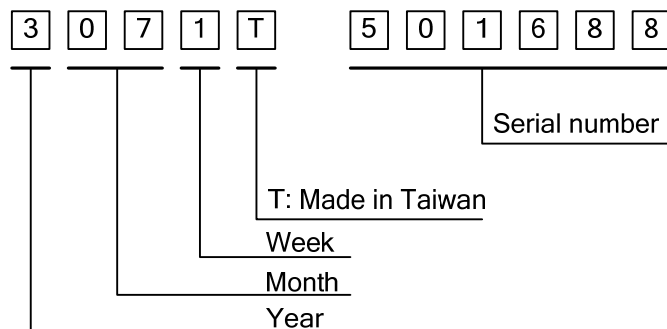 3 0 7 1 T 5 0 1 6 8 8
Serial number
T: Made in Taiwan
Week
Month
Year